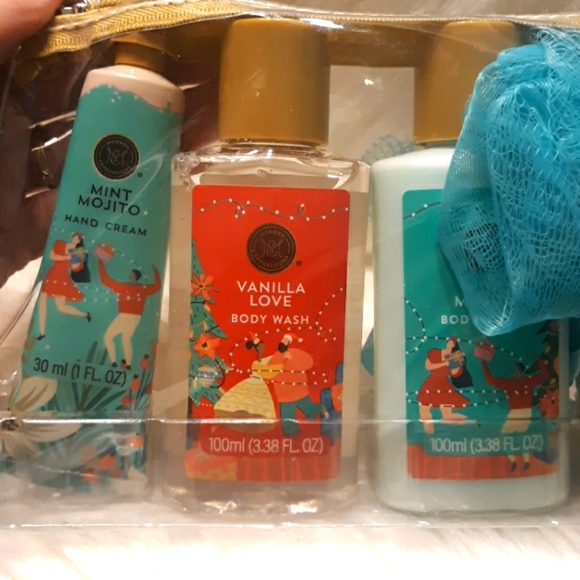 MINT
MOJITO
HAND CREAM
30 ml (1 FL. OZ)
VANILLA
LOVE
BODY WASH
100ml (3.38 FL. OZ)
BOD
100ml (3.38 FL. OZ)